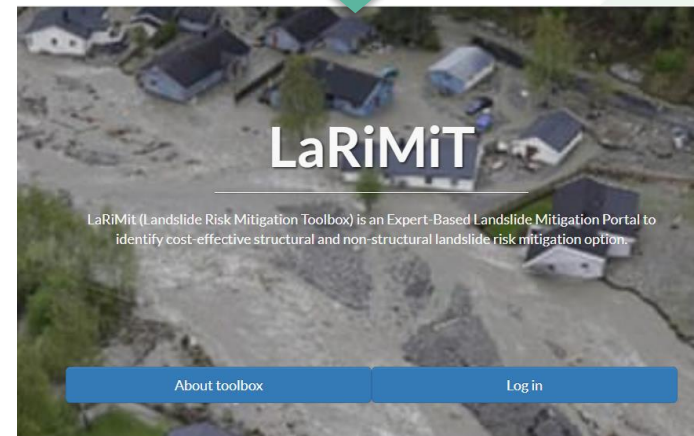 LaRiMiT
LaRiMit (Landslide Risk Mitigation Toolbox) is an Expert-Based Landslide Mitigation Portal to
identify cost-effective structural and non-structural landslide risk mitigation option.
About toolbox
Log in